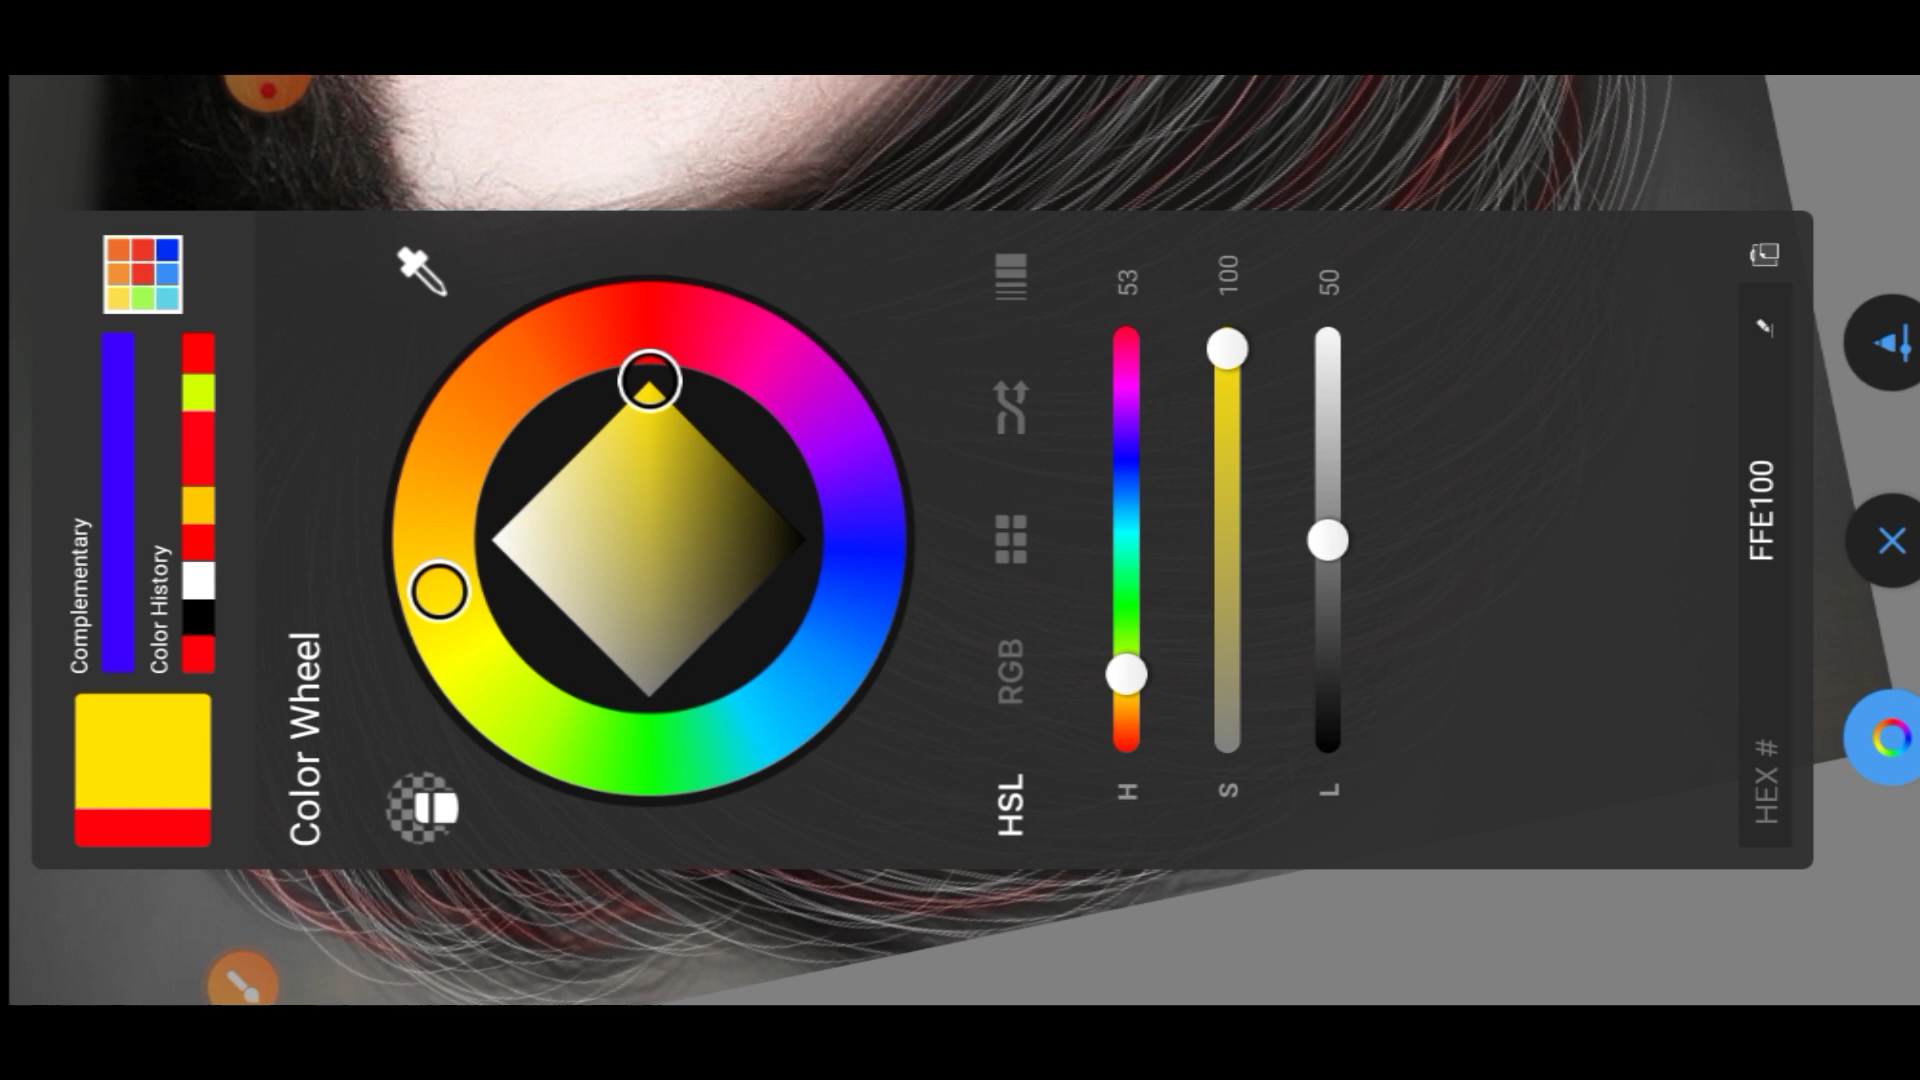 Complementary
Color History
Color Wheel
HSL
RGB
H
53
S
100
L
50
HEX #
FFE100